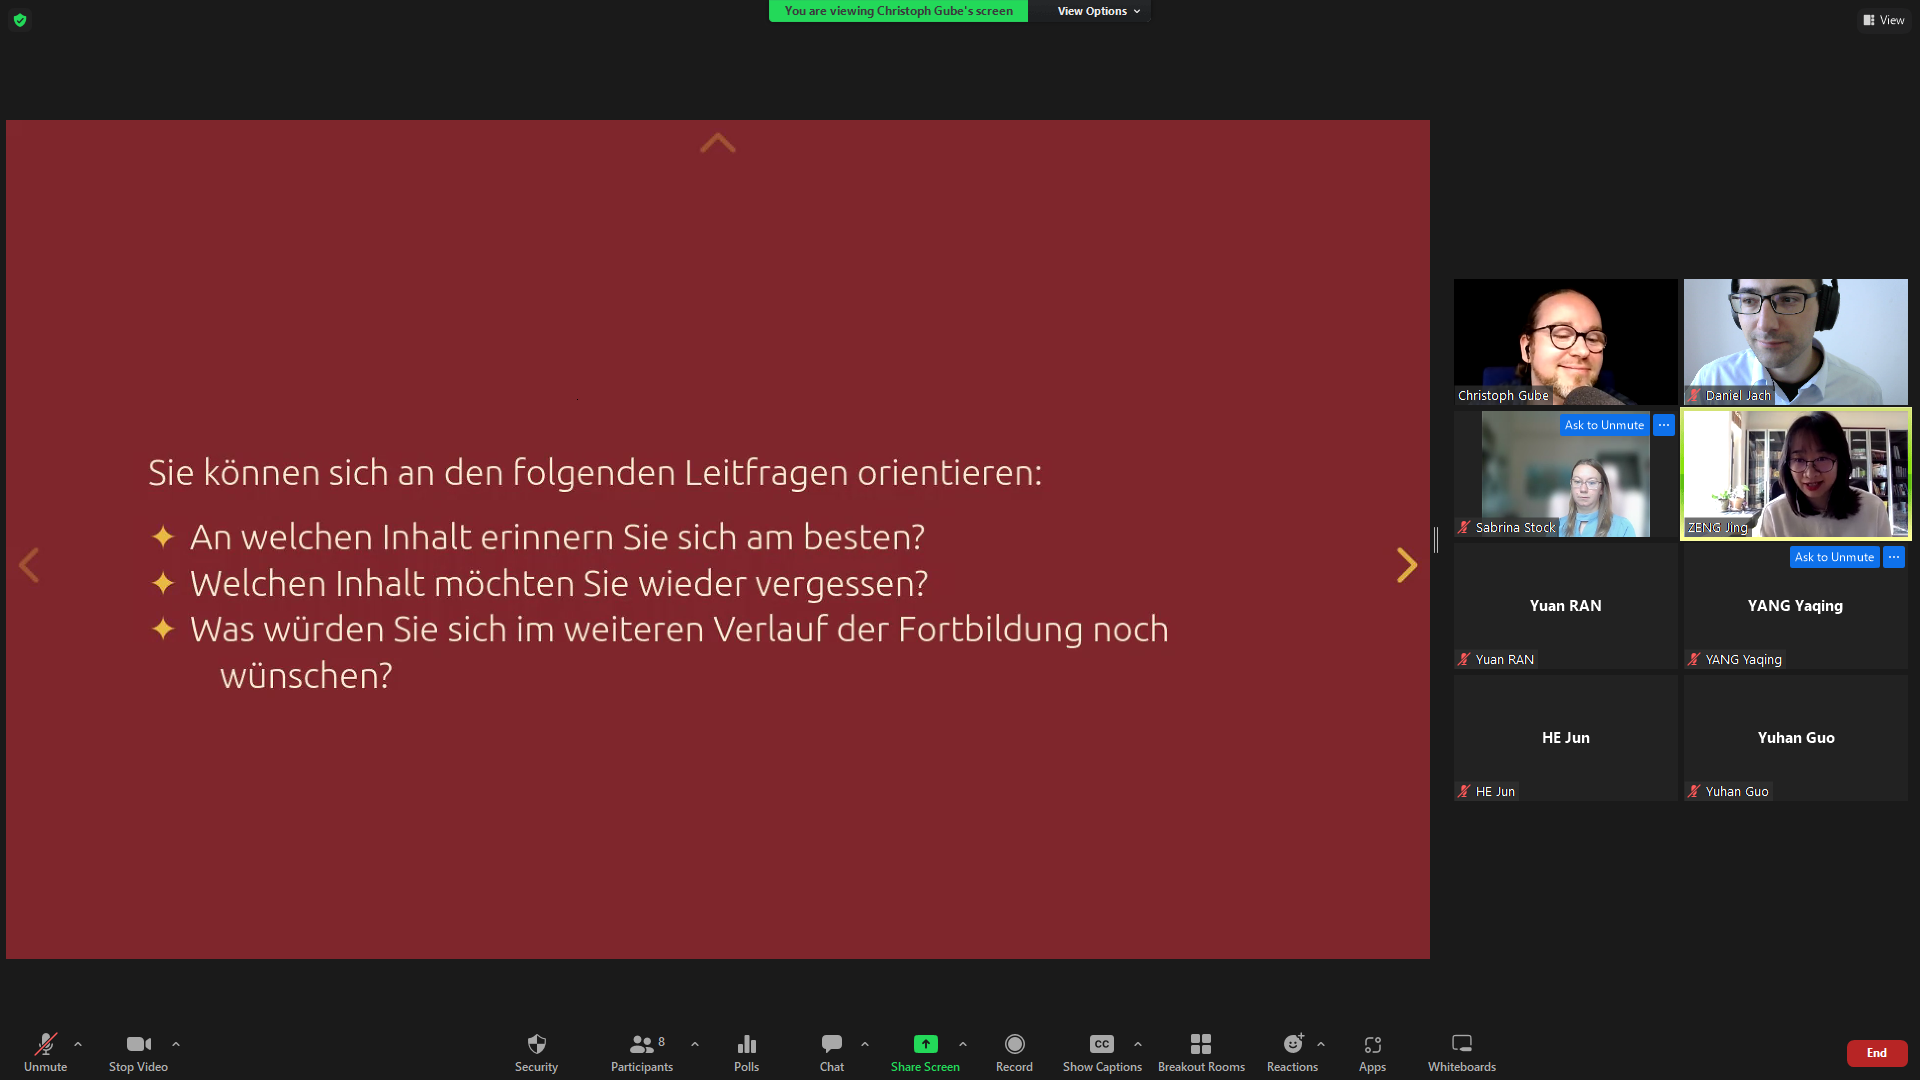 You are viewing Christoph Gube's screen
View Options
View
Sie können sich an den folgenden Leitfragen orientieren:
An welchen Inhalt erinnern Sie sich am besten?
Welchen Inhalt möchten Sie wieder vergessen?
Was würden Sie sich im weiteren Verlauf der Fortbildung noch
wünschen?
Christoph Gube
Daniel Jach
Ask to Unmute
Sabrina Stock
ZENG Jing
Ask to Unmute
Yuan RAN
YANG Yaqing
Yuan RAN
YANG Yaqing
HE Jun
Yuhan Guo
HE Jun
Yuhan Guo
Unmute
Stop Video
Security
Participants
8
Polls
Chat
Share Screen
Record
CC
Show Captions
Breakout Rooms
Reactions
Apps
Whiteboards
End